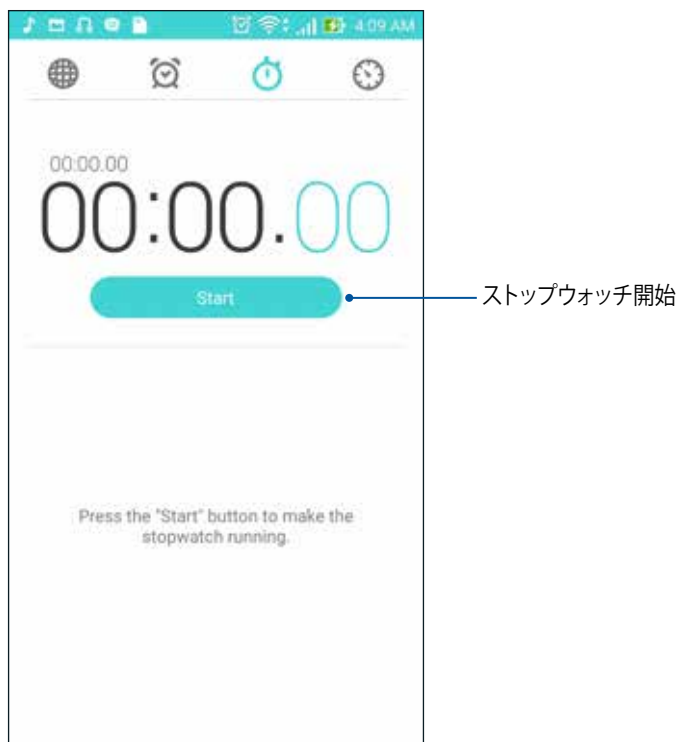 4:09 AM
00:00.00
00:00.00
Start
ストップウォッチ開始
Press the "Start" button to make the
stopwatch running.